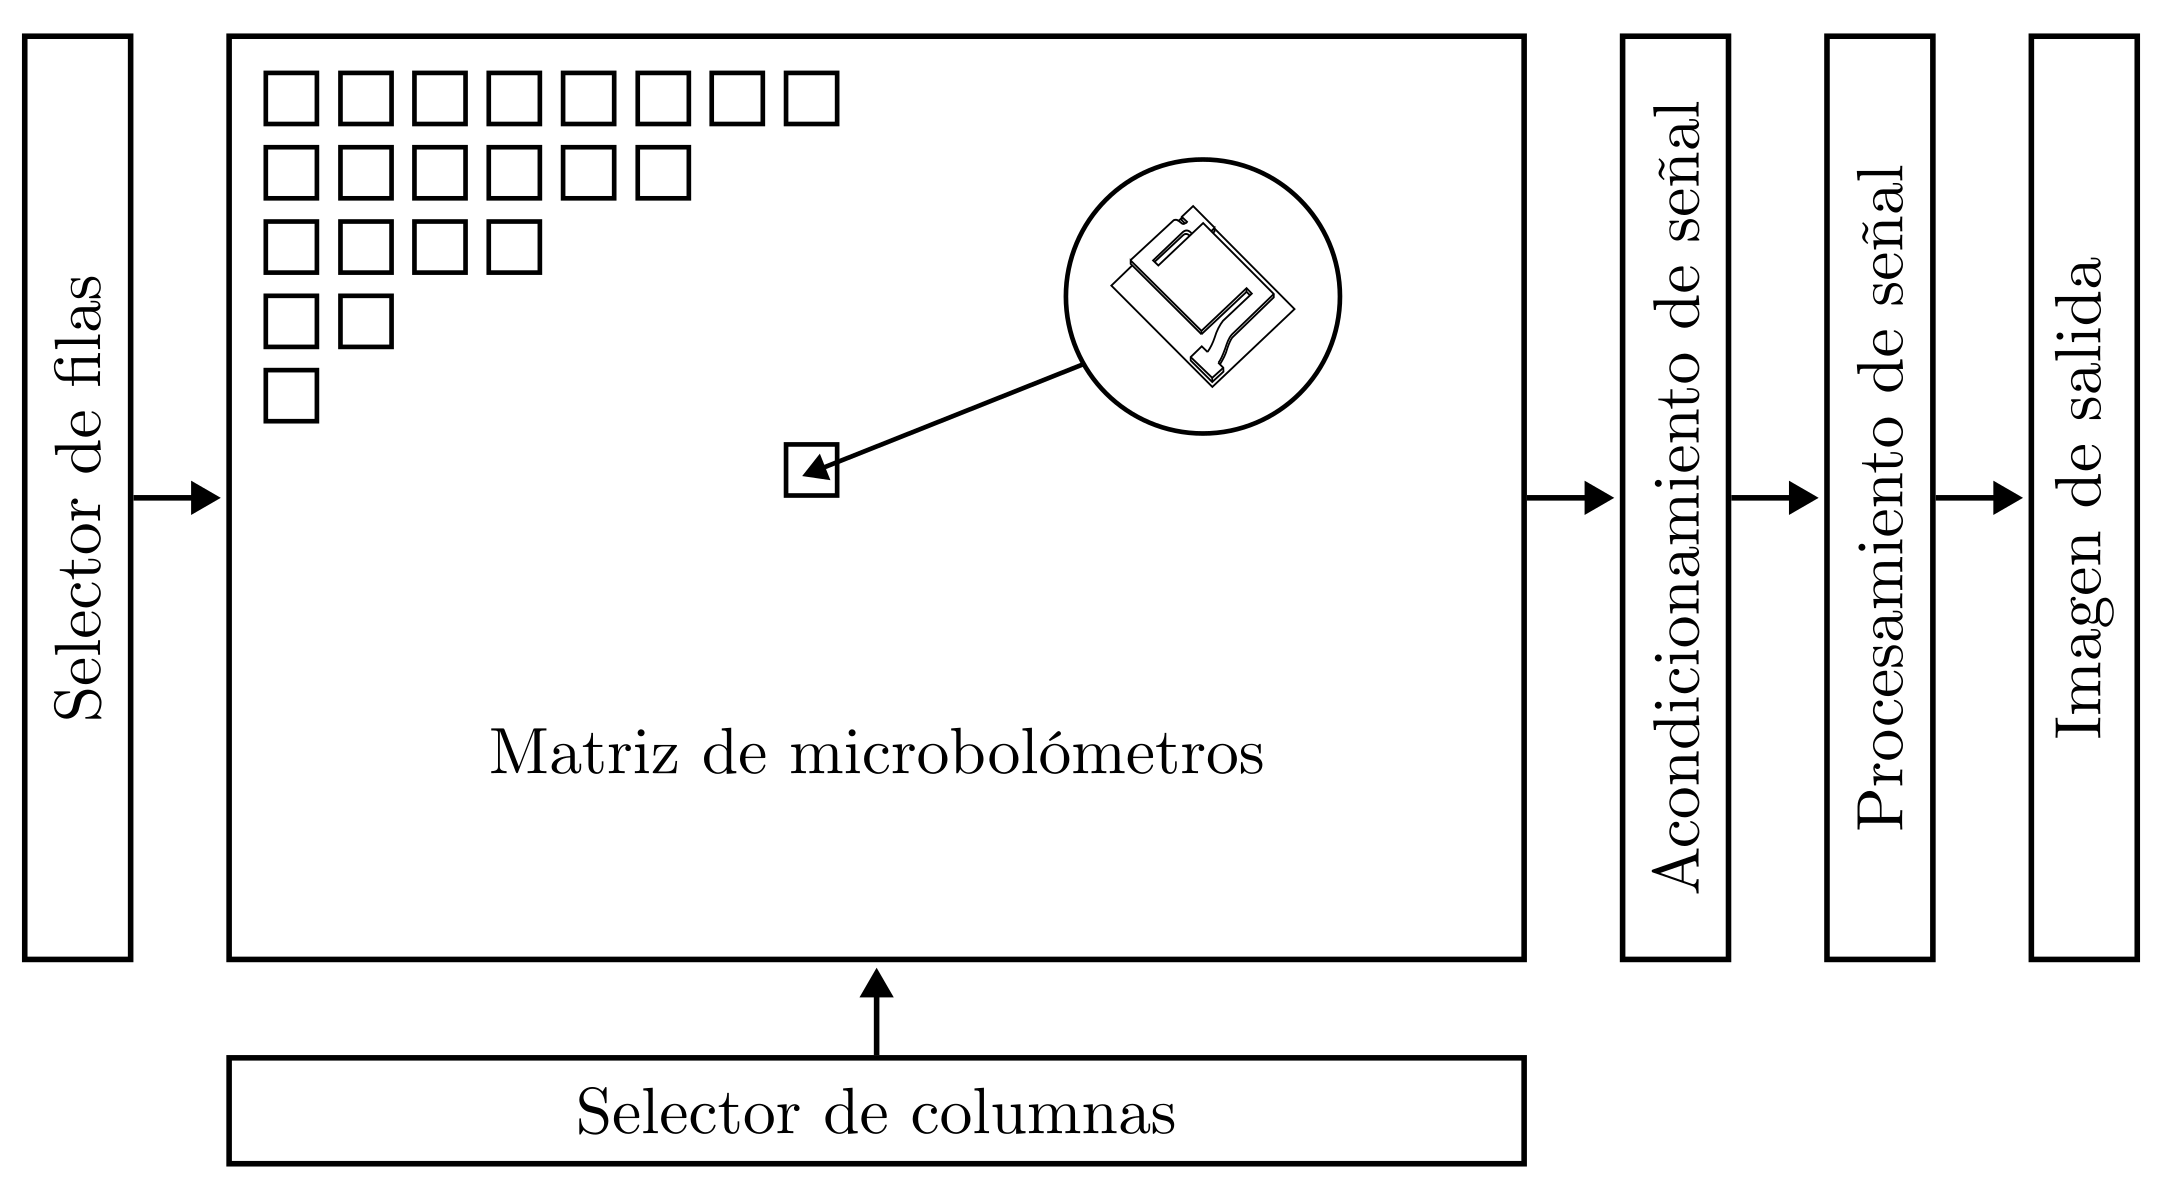 Selector de filas
Matriz de microbolómetros
Selector de columnas
Acondicionamiento de señal
Procesamiento de señal
Imagen de salida